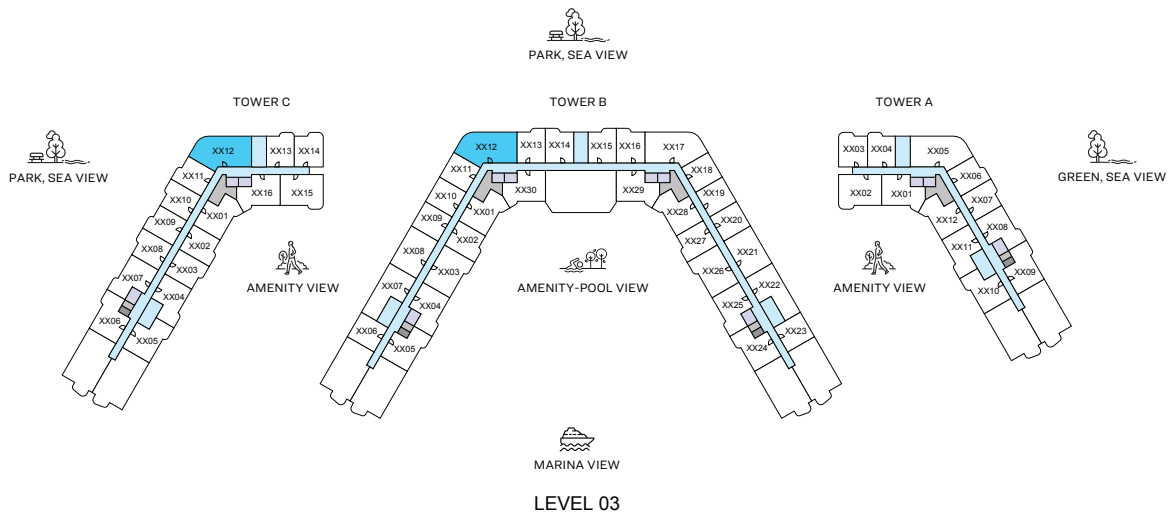 PARK, SEA VIEW
TOWER C
TOWER B
TOWER A
PARK, SEA VIEW
GREEN, SEA VIEW
XX12
XX13
XX14
XX11
XX10
XX09
XX08
XX07
XX06
XX01
XX02
XX03
XX04
XX05
XX16
XX15
XX12
XX13
XX14
XX15
XX16
XX17
XX11
XX10
XX09
XX08
XX07
XX06
XX30
XX01
XX02
XX03
XX04
XX05
XX29
XX28
XX27
XX26
XX25
XX24
XX18
XX19
XX20
XX21
XX22
XX23
XX03
XX04
XX05
XX02
XX01
XX06
XX07
XX08
XX09
XX12
XX11
XX10
AMENITY VIEW
AMENITY-POOL VIEW
AMENITY VIEW
MARINA VIEW
LEVEL 03